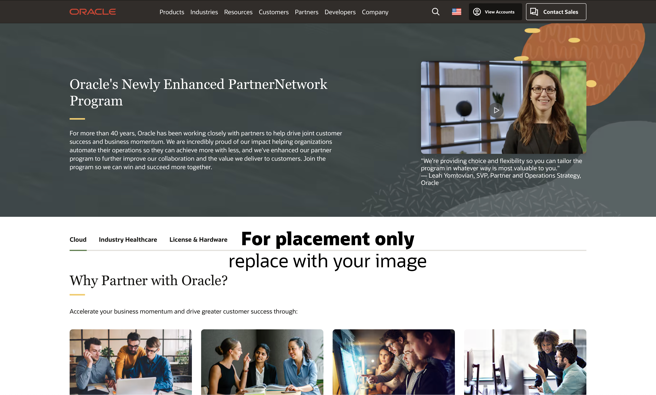 ORACLE
Products Industries Resources Customers Partners Developers Company
View Accounts
Contact Sales
Oracle's Newly Enhanced PartnerNetwork
Program
For more than 40 years, Oracle has been working closely with partners to help drive joint customer
success and business momentum. We are incredibly proud of our impact helping organizations
automate their operations so they can achieve more with less, and we've enhanced our partner
program to further improve our collaboration and the value we deliver to customers. Join the
program so we can win and succeed more together.
"We're providing choice and flexibility so you can tailor the
program in whatever way is most valuable to you."
— Leah Yomtovian, SVP, Partner and Operations Strategy,
Oracle
Cloud Industry Healthcare License & Hardware
For placement only
replace with your image
Why Partner with Oracle?
Accelerate your business momentum and drive greater customer success through: